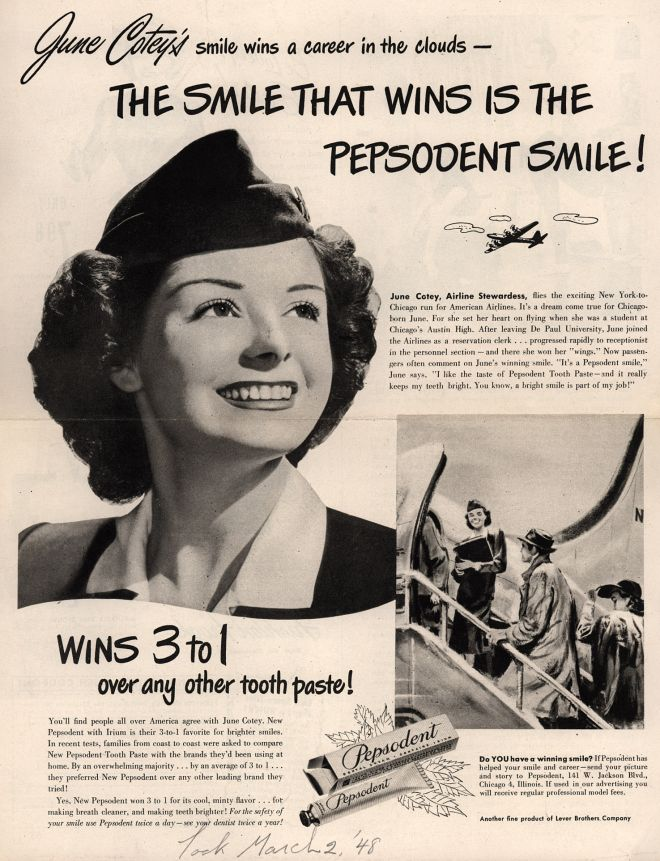 June Cotey's smile wins a career in the clouds —
THE SMILE THAT WINS IS THE
PEPSODENT SMILE!
June Cotey, Airline Stewardess, flies the exciting New York-to-
Chicago run for American Airlines. It's a dream come true for Chicago-
born June. For she set her heart on flying when she was a student at
Chicago's Austin High. After leaving De Paul University, June joined
the Airlines as a reservation clerk . . . progressed rapidly to receptionist
in the personnel section — and there she won her "wings." Now passen-
gers often comment on June's winning smile. "It's a Pepsodent smile,"
June says. "I like the taste of Pepsodent Tooth Paste — and it really
keeps my teeth bright. You know, a bright smile is part of my job!"
N
WINS 3 to 1
over any other tooth paste!
You'll find people all over America agree with June Cotey. New
Pepsodent with Irium is their 3-to-1 favorite for brighter smiles.
In recent tests, families from coast to coast were asked to compare
New Pepsodent Tooth Paste with the brands they'd been using at
home. By an overwhelming majority . . . by an average of 3 to 1 . . .
they preferred New Pepsodent over any other leading brand they
tried!
Yes, New Pepsodent won 3 to 1 for its cool, minty flavor . . . for
making breath cleaner, and making teeth brighter! For the safety of
your smile use Pepsodent twice a day — see your dentist twice a year!
Pepsodent
Pepsodent
Do YOU have a winning smile? If Pepsodent has
helped your smile and career — send your picture
and story to Pepsodent, 141 W. Jackson Blvd.,
Chicago 4, Illinois. If used in our advertising you
will receive regular professional model fees.
Another fine product of Lever Brothers Company
Look March 2, '48